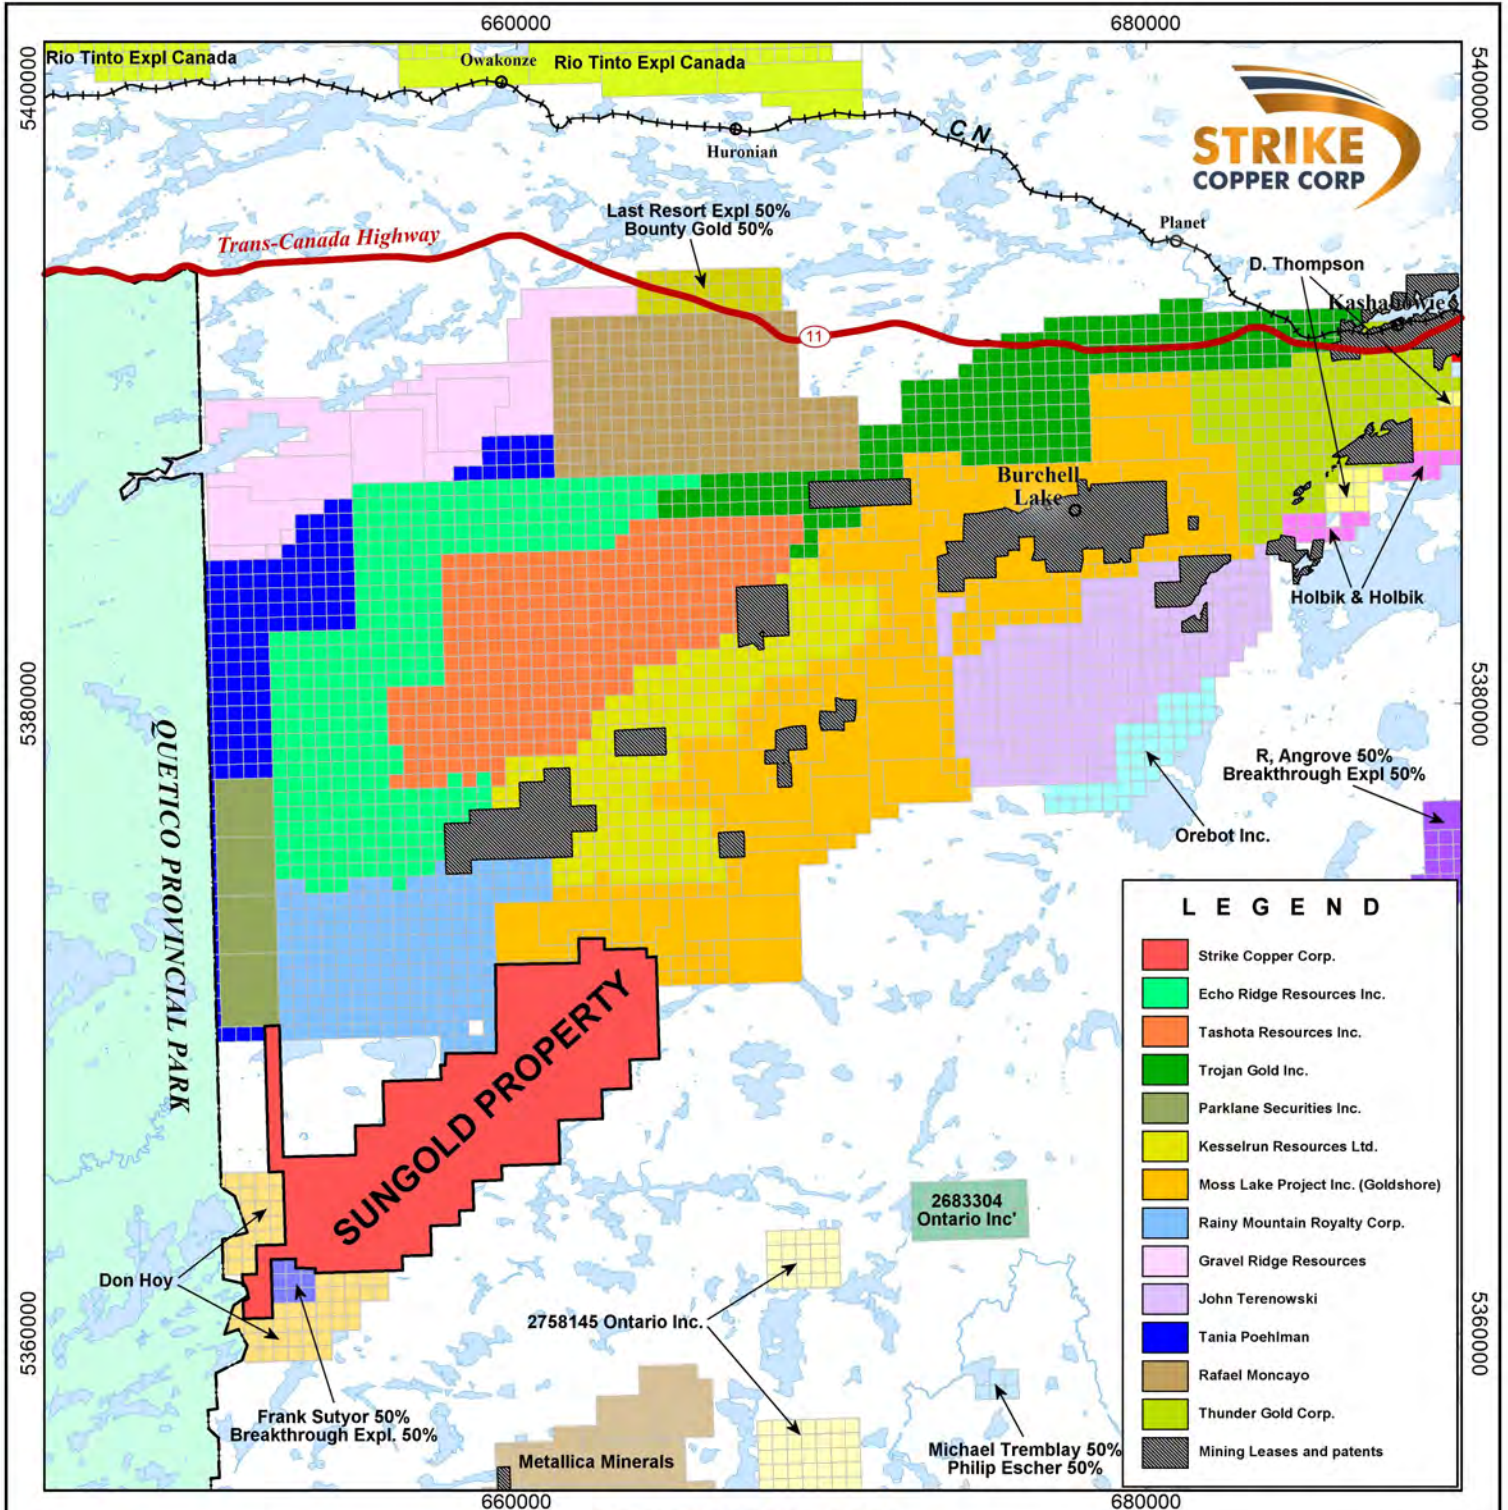 660000
680000
5400000
5400000
Rio Tinto Expl Canada
Owakonze
Rio Tinto Expl Canada
Huronian
C N
STRIKE
COPPER CORP
Last Resort Expl 50%
Bounty Gold 50%
Trans-Canada Highway
Planet
D. Thompson
Kashabowie
11
Burchell
Lake
Holbik & Holbik
5380000
5380000
QUETICO PROVINCIAL PARK
R, Angrove 50%
Breakthrough Expl 50%
Orebot Inc.
SUNGOLD PROPERTY
2683304
Ontario Inc'
Don Hoy
2758145 Ontario Inc.
5360000
5360000
Frank Sutyor 50%
Breakthrough Expl. 50%
Metallica Minerals
Michael Tremblay 50%
Philip Escher 50%
LEGEND
Strike Copper Corp.
Echo Ridge Resources Inc.
Tashota Resources Inc.
Trojan Gold Inc.
Parklane Securities Inc.
Kesselrun Resources Ltd.
Moss Lake Project Inc. (Goldshore)
Rainy Mountain Royalty Corp.
Gravel Ridge Resources
John Terenowski
Tania Poehlman
Rafael Moncayo
Thunder Gold Corp.
Mining Leases and patents
660000
680000